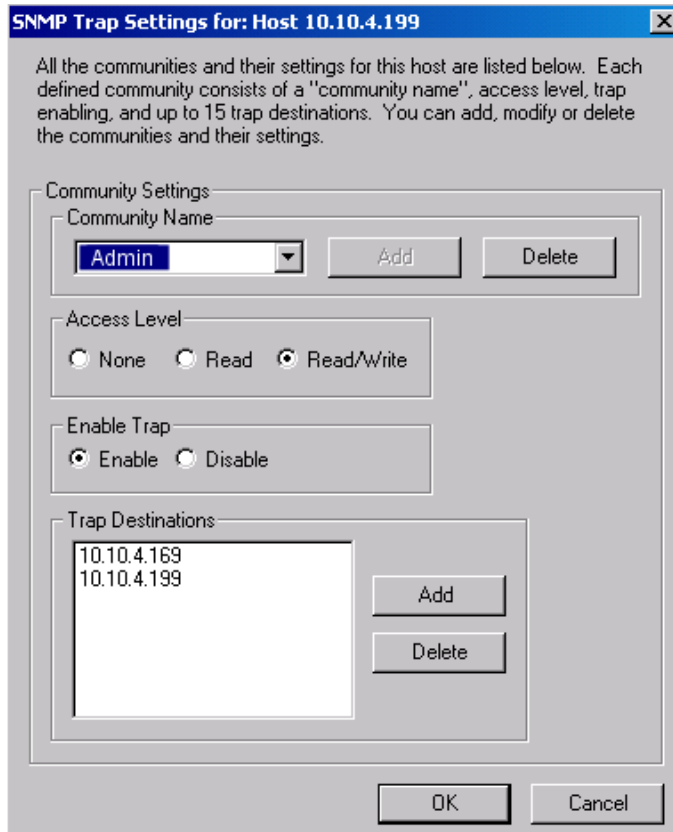 SNMP Trap Settings for: Host 10.10.4.199
All the communities and their settings for this host are listed below. Each
defined community consists of a "community name", access level, trap
enabling, and up to 15 trap destinations. You can add, modify or delete
the communities and their settings.
Community Settings
Community Name
Admin Add Delete
Access Level
None Read Read/Write
Enable Trap
Enable Disable
Trap Destinations
10.10.4.169
10.10.4.199
Add
Delete
OK Cancel